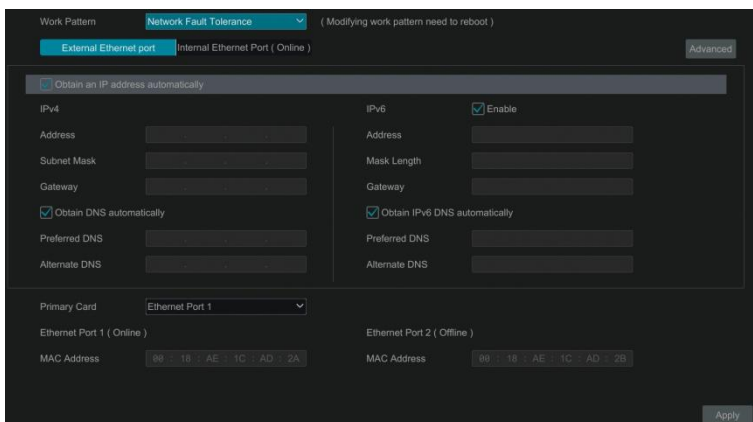 Work Pattern Network Fault Tolerance ( Modifying work pattern need to reboot )
External Ethernet port Internal Ethernet Port ( Online ) Advanced
Obtain an IP address automatically
IPv4 IPv6 Enable
Address Address
Subnet Mask Mask Length
Gateway Gateway
Obtain DNS automatically Obtain IPv6 DNS automatically
Preferred DNS Preferred DNS
Alternate DNS Alternate DNS
Primary Card Ethernet Port 1
Ethernet Port 1 ( Online ) Ethernet Port 2 ( Offline )
MAC Address 00 : 18 : AE : 1C : AD : 2A MAC Address 00 : 18 : AE : 1C : AD : 2B
Apply